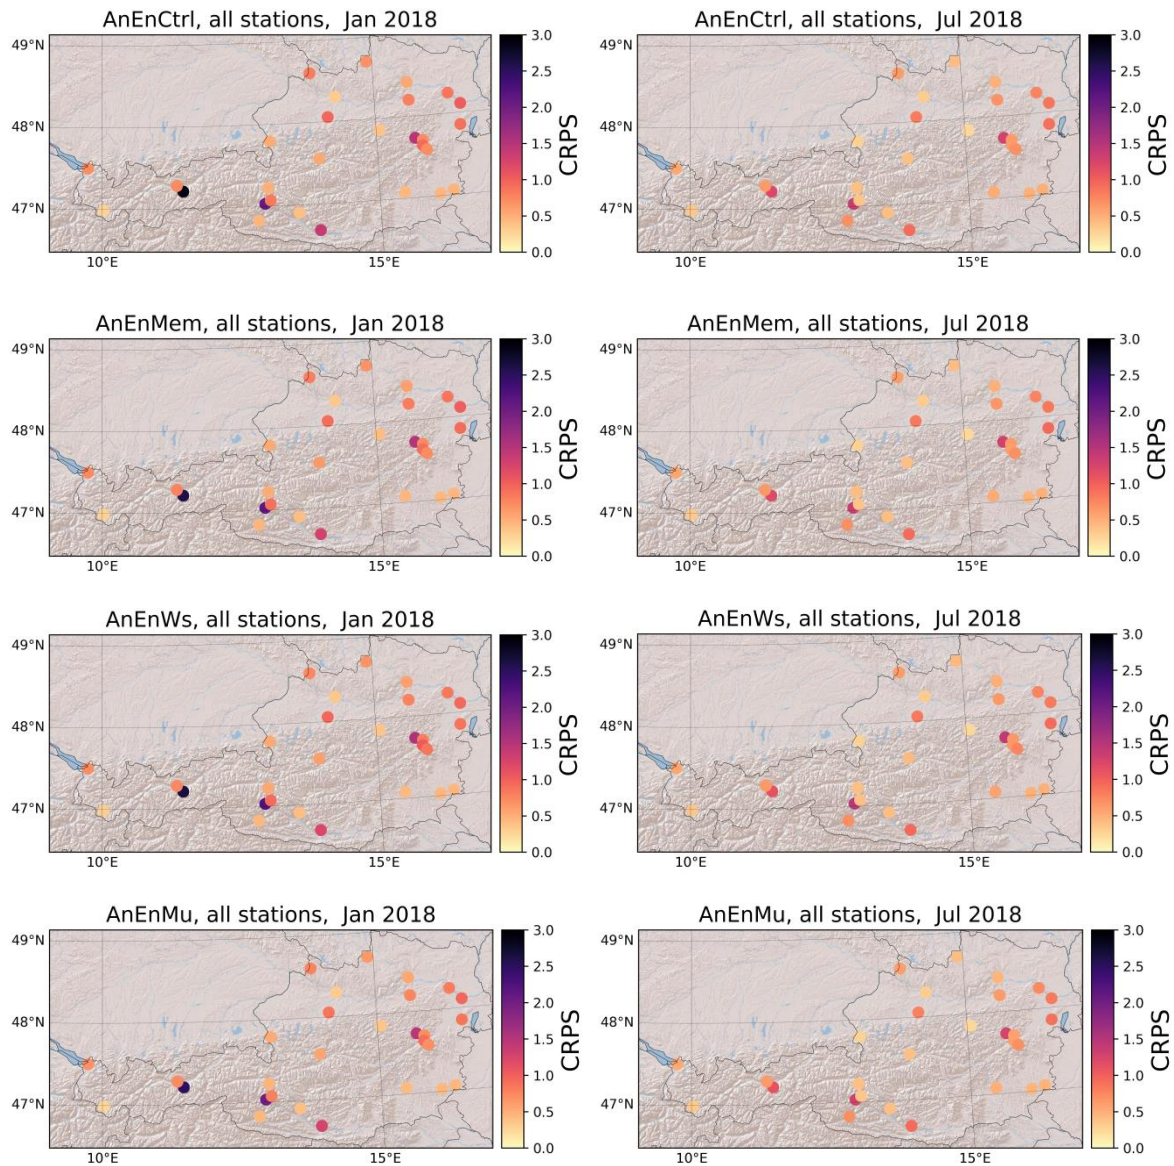 AnEnCtrl, all stations,  Jan 2018
49°N
48°N
47°N
10°E
15°E
3.0
2.5
2.0
1.5
1.0
0.5
0.0
CRPS
AnEnCtrl, all stations,  Jul 2018
49°N
48°N
47°N
10°E
15°E
3.0
2.5
2.0
1.5
1.0
0.5
0.0
CRPS
AnEnMem, all stations,  Jan 2018
49°N
48°N
47°N
10°E
15°E
3.0
2.5
2.0
1.5
1.0
0.5
0.0
CRPS
AnEnMem, all stations,  Jul 2018
49°N
48°N
47°N
10°E
15°E
3.0
2.5
2.0
1.5
1.0
0.5
0.0
CRPS
AnEnWs, all stations,  Jan 2018
49°N
48°N
47°N
10°E
15°E
3.0
2.5
2.0
1.5
1.0
0.5
0.0
CRPS
AnEnWs, all stations,  Jul 2018
49°N
48°N
47°N
10°E
15°E
3.0
2.5
2.0
1.5
1.0
0.5
0.0
CRPS
AnEnMu, all stations,  Jan 2018
49°N
48°N
47°N
10°E
15°E
3.0
2.5
2.0
1.5
1.0
0.5
0.0
CRPS
AnEnMu, all stations,  Jul 2018
49°N
48°N
47°N
10°E
15°E
3.0
2.5
2.0
1.5
1.0
0.5
0.0
CRPS